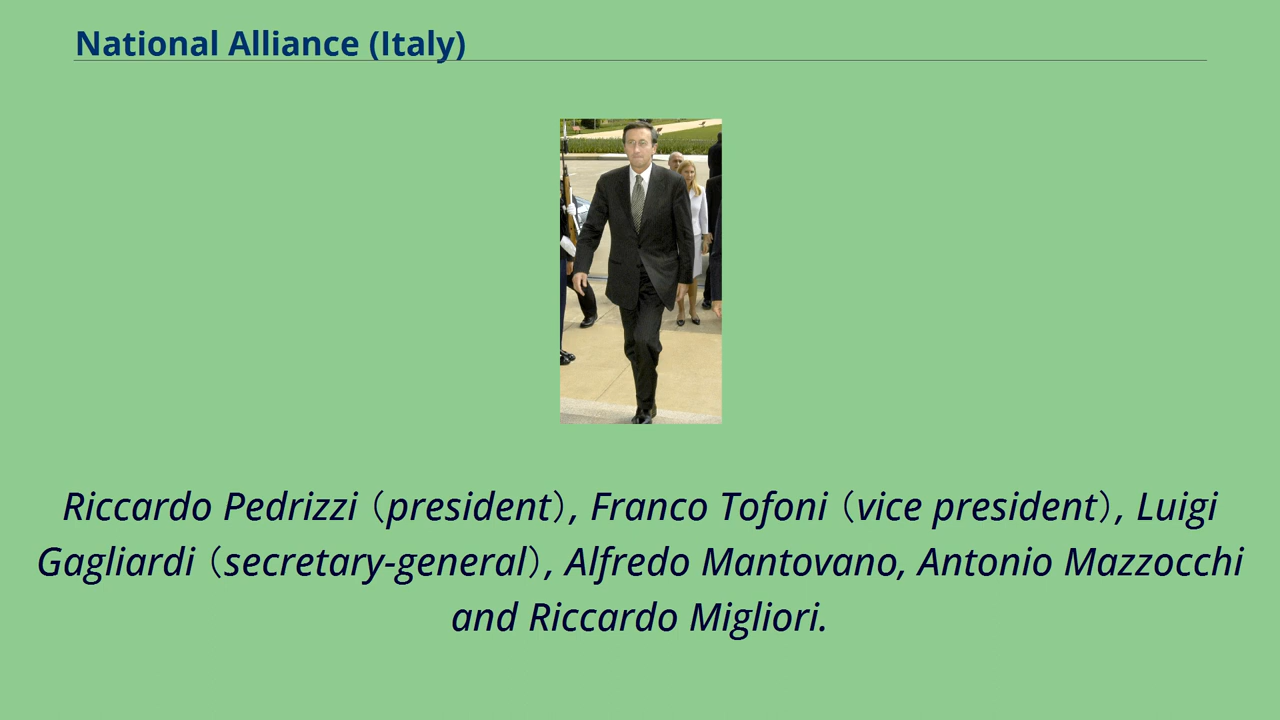 National Alliance (Italy)
Riccardo Pedrizzi (president), Franco Tofoni (vice president), Luigi
Gagliardi (secretary-general), Alfredo Mantovano, Antonio Mazzocchi
and Riccardo Migliori.